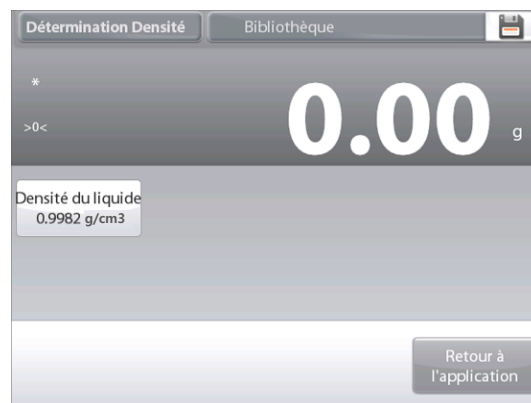 Détermination Densité
Bibliothèque
*
>0<
0.00 g
Densité du liquide
0.9982 g/cm3
Retour à
l'application